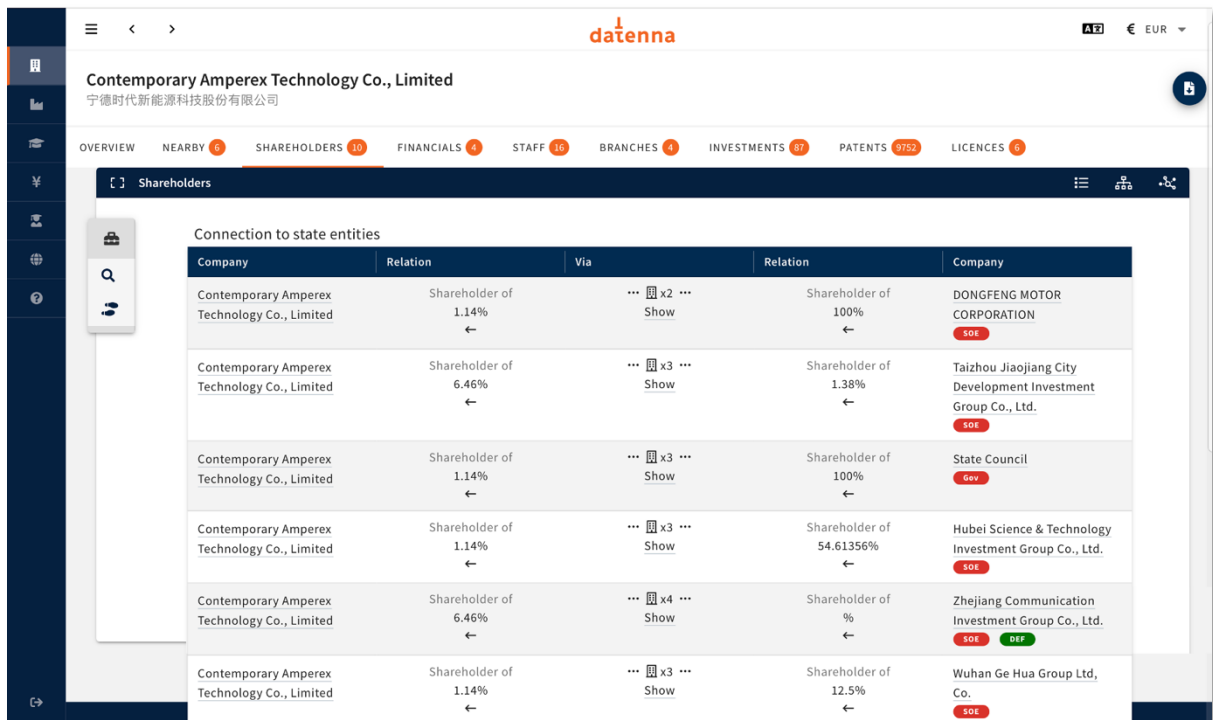 datenna
€ EUR
Contemporary Amperex Technology Co., Limited
宁德时代新能源科技股份有限公司
OVERVIEW NEARBY 6 SHAREHOLDERS 10 FINANCIALS 4 STAFF 16 BRANCHES 4 INVESTMENTS 87 PATENTS 9752 LICENCES 6
Shareholders
Connection to state entities
Company Relation Via Relation Company
Contemporary Amperex Shareholder of ... x2 ... Shareholder of DONGFENG MOTOR
Technology Co., Limited 1.14% Show 100% CORPORATION
← ← SOE
Contemporary Amperex Shareholder of ... x3 ... Shareholder of Taizhou Jiaojiang City
Technology Co., Limited 6.46% Show 1.38% Development Investment
← ← Group Co., Ltd.
SOE
Contemporary Amperex Shareholder of ... x3 ... Shareholder of State Council
Technology Co., Limited 1.14% Show 100% Gov
← ←
Contemporary Amperex Shareholder of ... x3 ... Shareholder of Hubei Science & Technology
Technology Co., Limited 1.14% Show 54.61356% Investment Group Co., Ltd.
← ← SOE
Contemporary Amperex Shareholder of ... x4 ... Shareholder of Zhejiang Communication
Technology Co., Limited 6.46% Show % Investment Group Co., Ltd.
← ← SOE DEF
Contemporary Amperex Shareholder of ... x3 ... Shareholder of Wuhan Ge Hua Group Ltd,
Technology Co., Limited 1.14% Show 12.5% Co.
← ← SOE